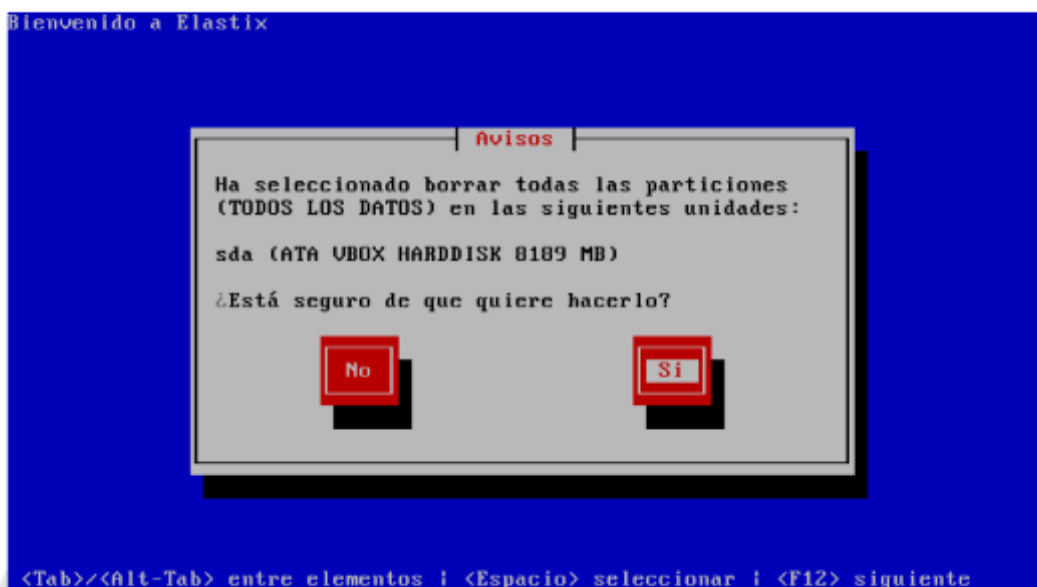 Bienvenido a Elastix
Avisos
Ha seleccionado borrar todas las particiones
(TODOS LOS DATOS) en las siguientes unidades:
sda (ATA VBOX HARDDISK 8189 MB)
¿Está seguro de que quiere hacerlo?
No Si
<Tab>/<Alt-Tab> entre elementos | <Espacio> seleccionar | <F12> siguiente